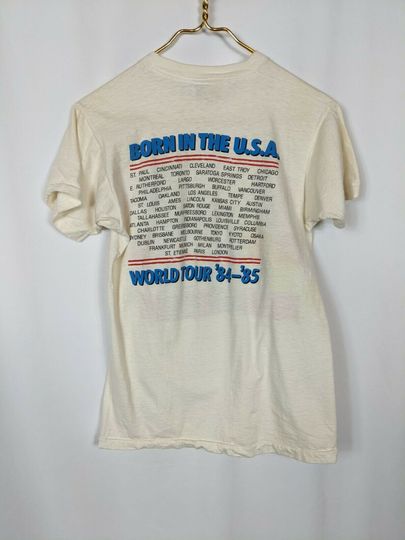 BORN IN THE U.S.A.
ST. PAUL CINCINNATI CLEVELAND EAST TROY CHICAGO
MONTREAL TORONTO SARATOGA SPRINGS DETROIT
E. RUTHERFORD LARGO WORCESTER HARTFORD
PHILADELPHIA PITTSBURGH BUFFALO VANCOUVER
TACOMA OAKLAND LOS ANGELES TEMPE DENVER
ST. LOUIS AMES LINCOLN KANSAS CITY AUSTIN
DALLAS HOUSTON BATON ROUGE MIAMI BIRMINGHAM
TALLAHASSEE MURFREESBORO LEXINGTON MEMPHIS
ATLANTA HAMPTON INDIANAPOLIS LOUISVILLE COLUMBIA
CHARLOTTE GREENSBORO PROVIDENCE SYRACUSE
SYDNEY BRISBANE MELBOURNE TOKYO KYOTO OSAKA
DUBLIN NEWCASTLE GOTHENBURG ROTTERDAM
FRANKFURT MUNICH MILAN MONTPELIER
ST. ETIENNE PARIS LONDON
WORLD TOUR '84–'85